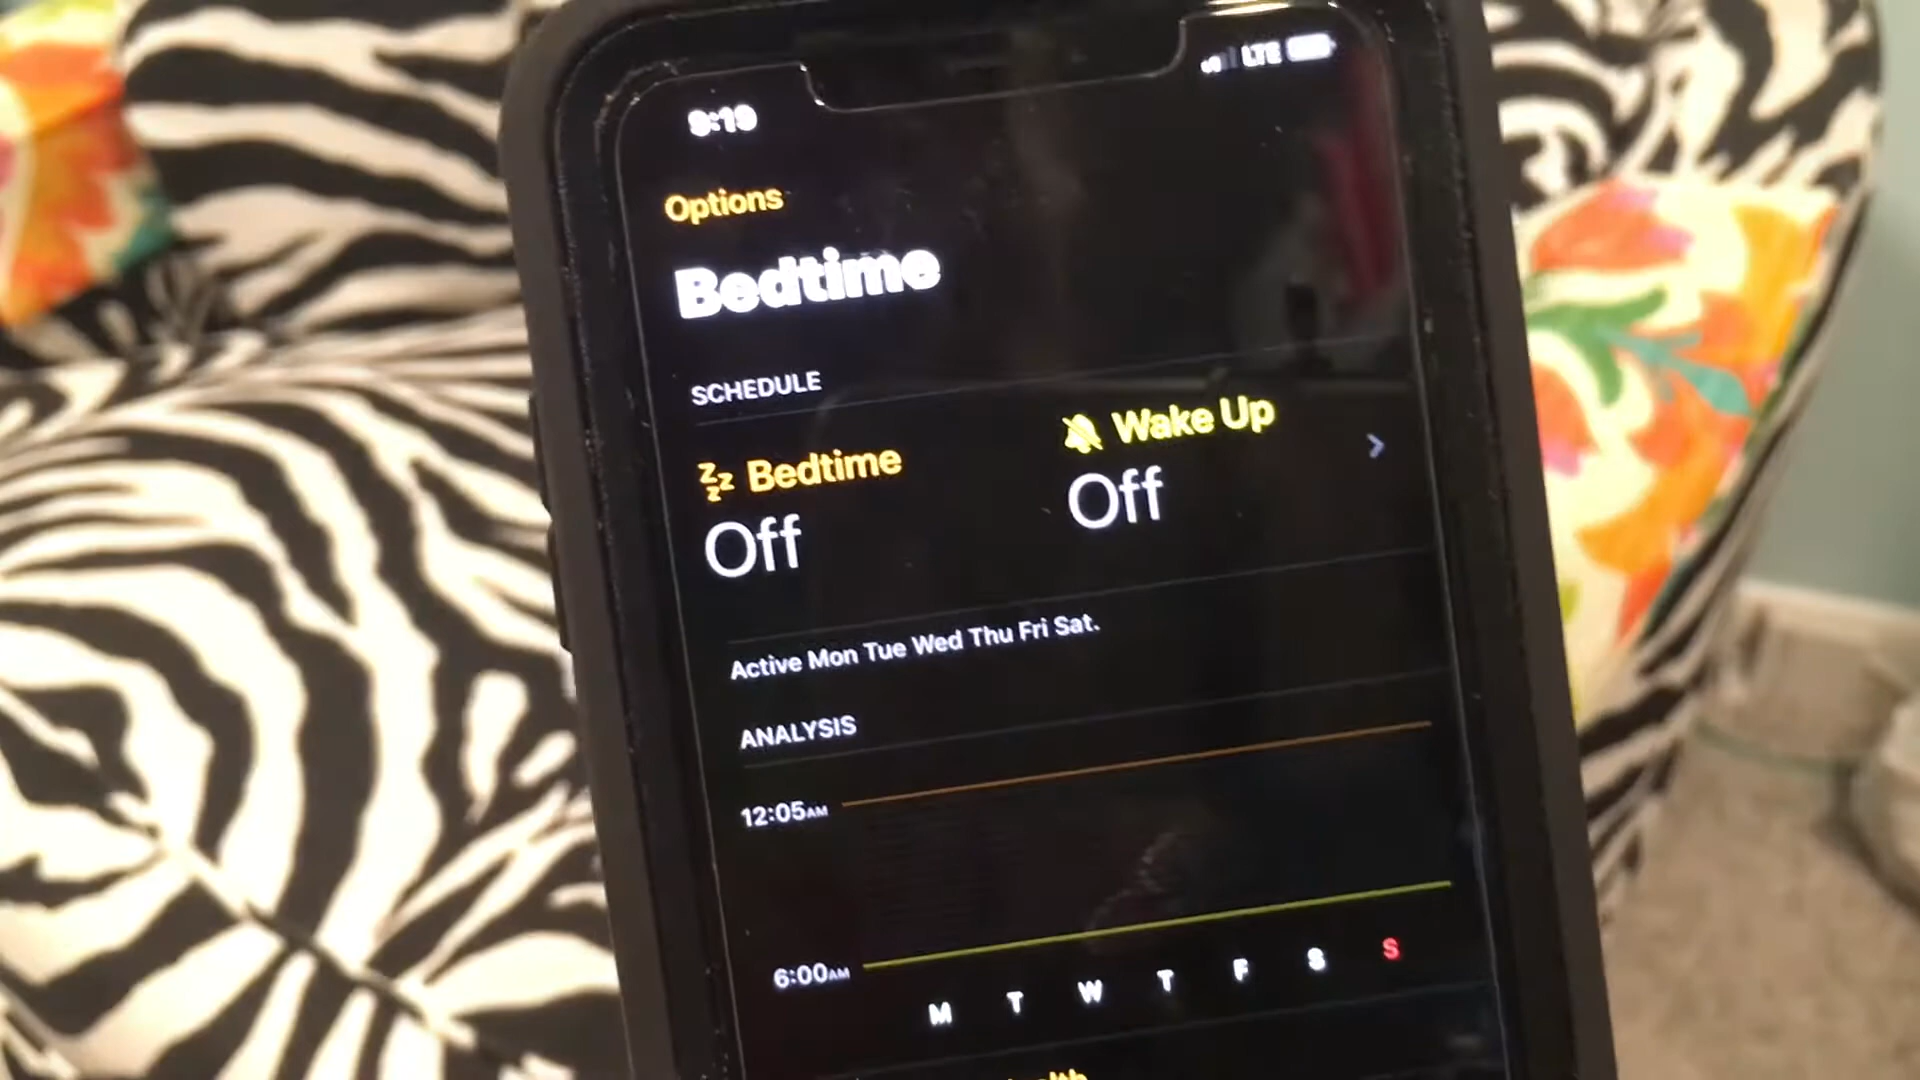 9:19
LTE
Options
Bedtime
SCHEDULE
Bedtime
Wake Up
Off
Off
Active Mon Tue Wed Thu Fri Sat.
ANALYSIS
12:05AM
6:00AM
M T W T F S S